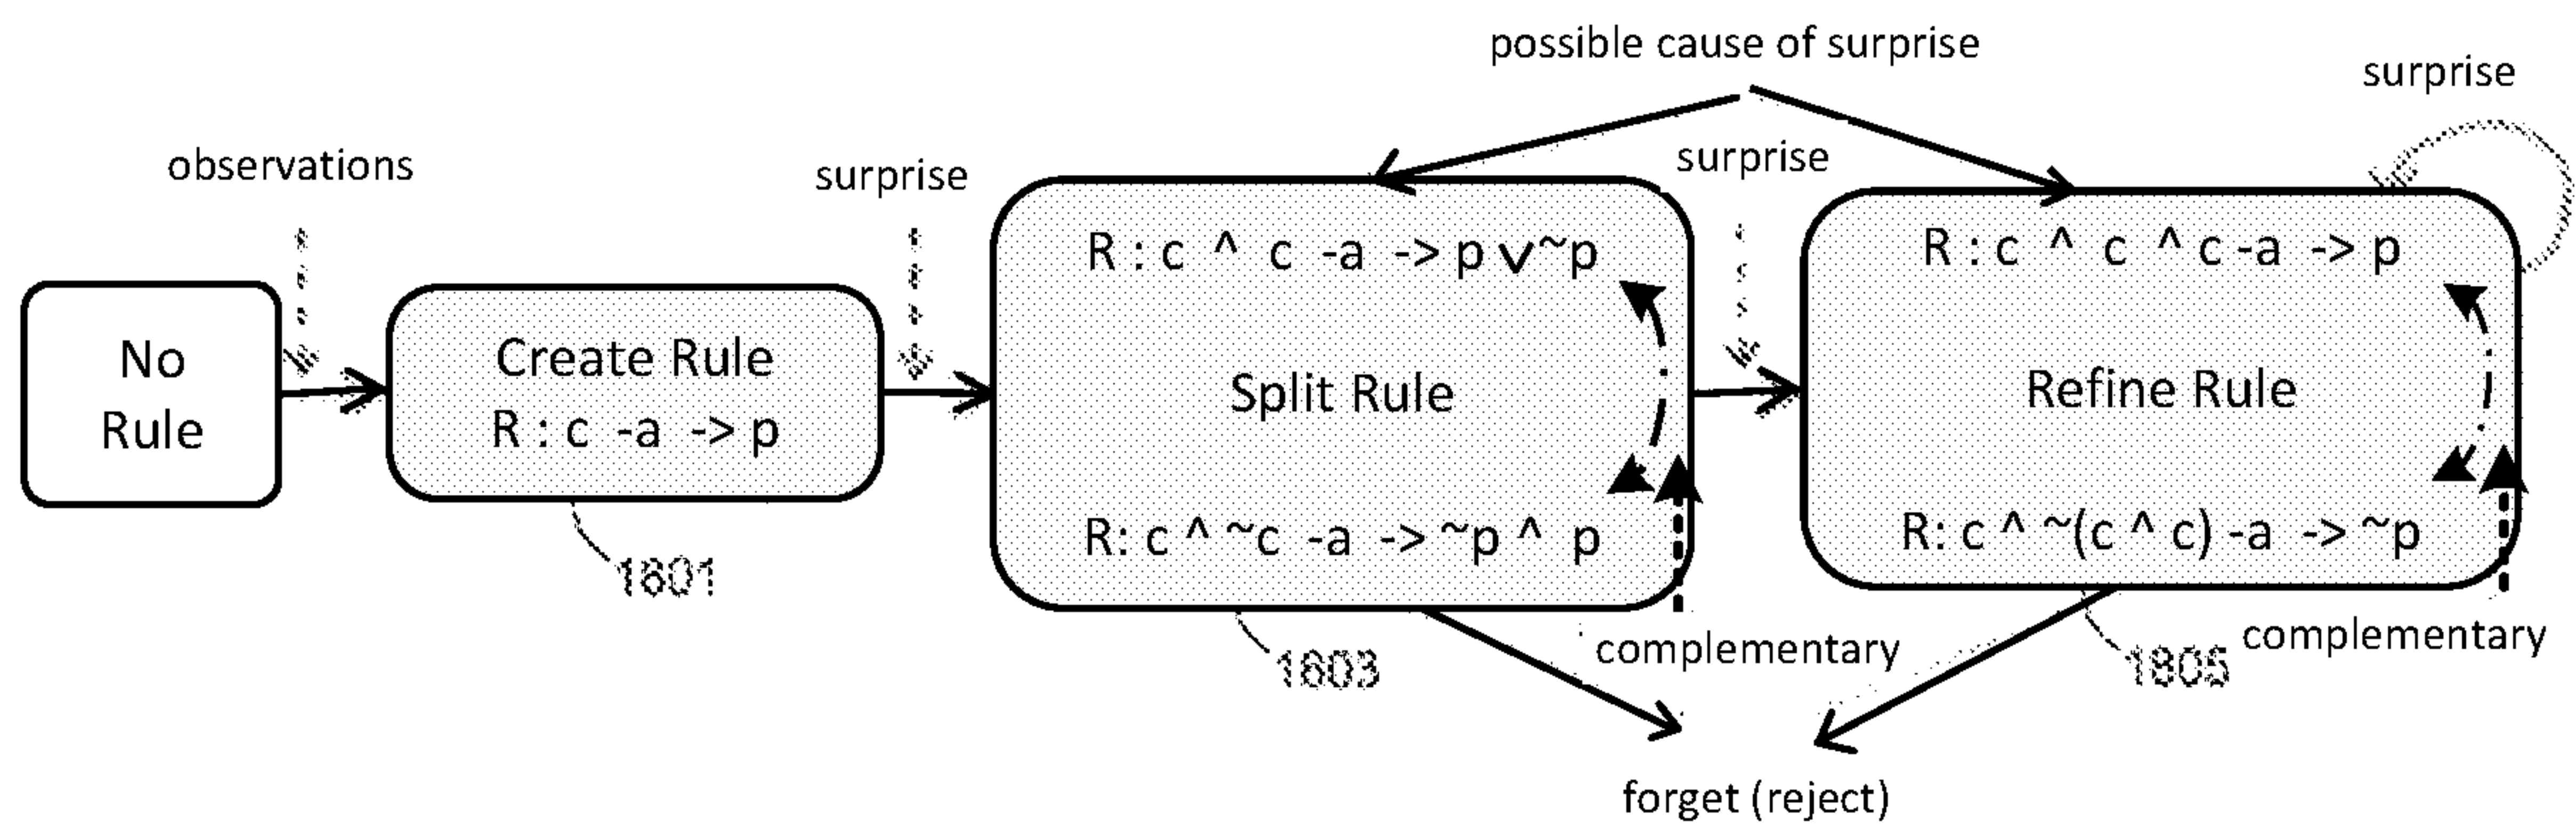 possible cause of surprise
surprise
observations
surprise
surprise
No
Rule
Create Rule
R : c -a -> p
R : c ^ c -a -> p ∨ ~p
Split Rule
R: c ^ ~c -a -> ~p ^ p
R : c ^ c ^ c -a -> p
Refine Rule
R: c ^ ~(c ^ c) -a -> ~p
1601
1603
complementary
1605
complementary
forget (reject)